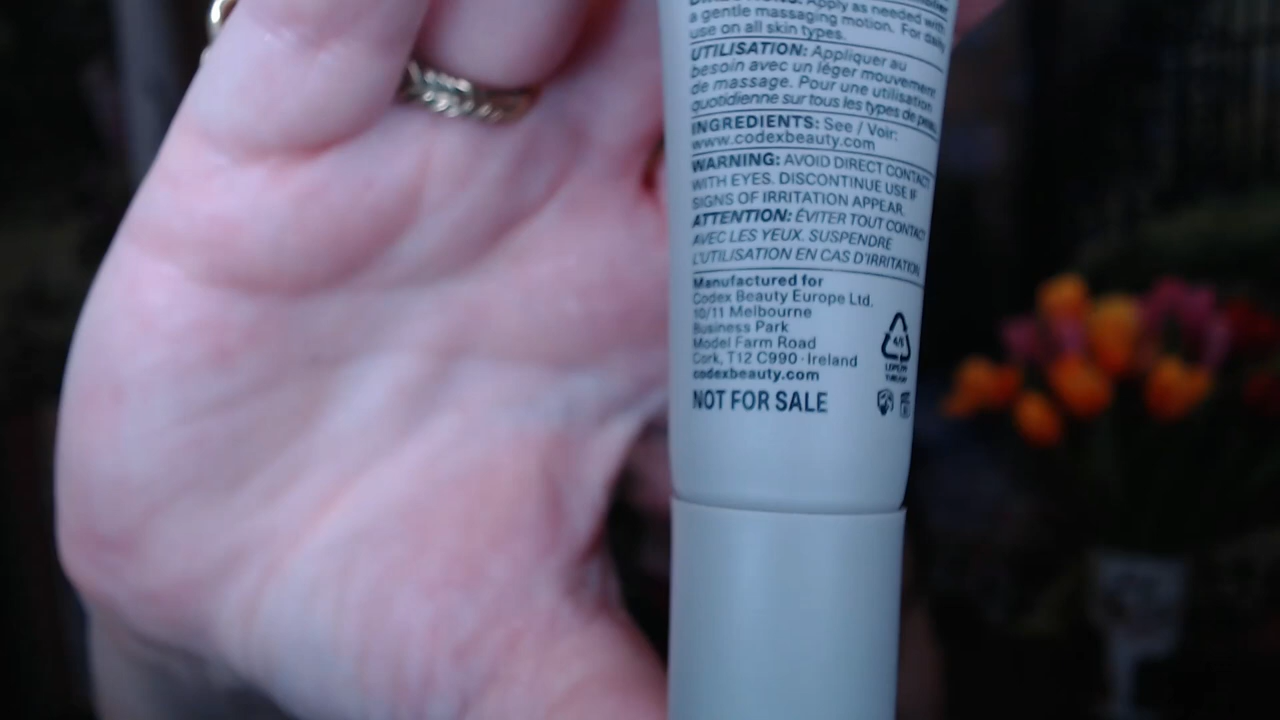 Apply as needed with
a gentle massaging motion. For daily
use on all skin types.
UTILISATION: Appliquer au
besoin avec un léger mouvement
de massage. Pour une utilisation
quotidienne sur tous les types de peau.
INGREDIENTS: See / Voir:
www.codexbeauty.com
WARNING: AVOID DIRECT CONTACT
WITH EYES. DISCONTINUE USE IF
SIGNS OF IRRITATION APPEAR.
ATTENTION: ÉVITER TOUT CONTACT
AVEC LES YEUX. SUSPENDRE
L'UTILISATION EN CAS D'IRRITATION
Manufactured for
Codex Beauty Europe Ltd.
10/11 Melbourne
Business Park
Model Farm Road
Cork, T12 C990 · Ireland
codexbeauty.com
NOT FOR SALE